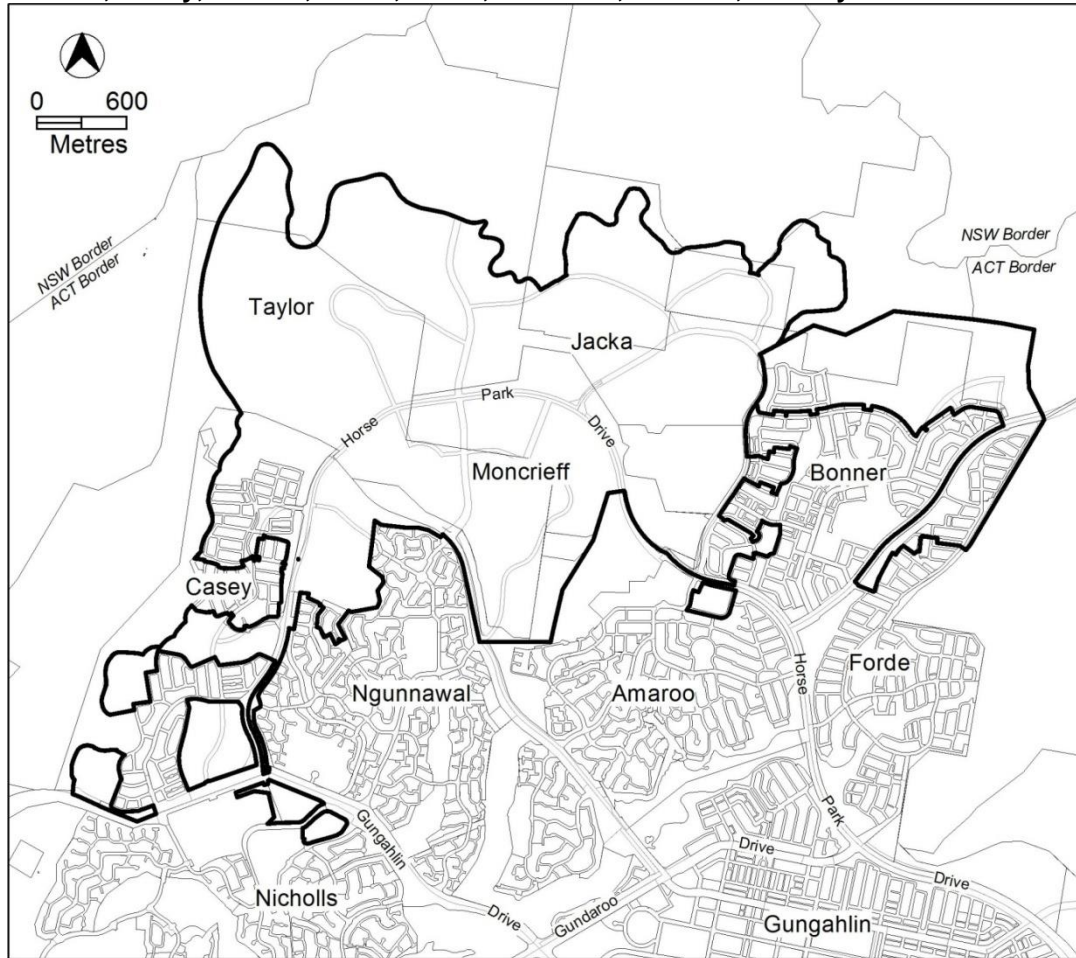 0 600
Metres
NSW Border
ACT Border
NSW Border
ACT Border
Taylor
Jacka
Horse
Park
Drive
Moncrieff
Bonner
Casey
Ngunnawal
Amaroo
Horse
Forde
Park
Gungahlin
Drive
Drive
Nicholls
Drive
Gundaroo
Gungahlin